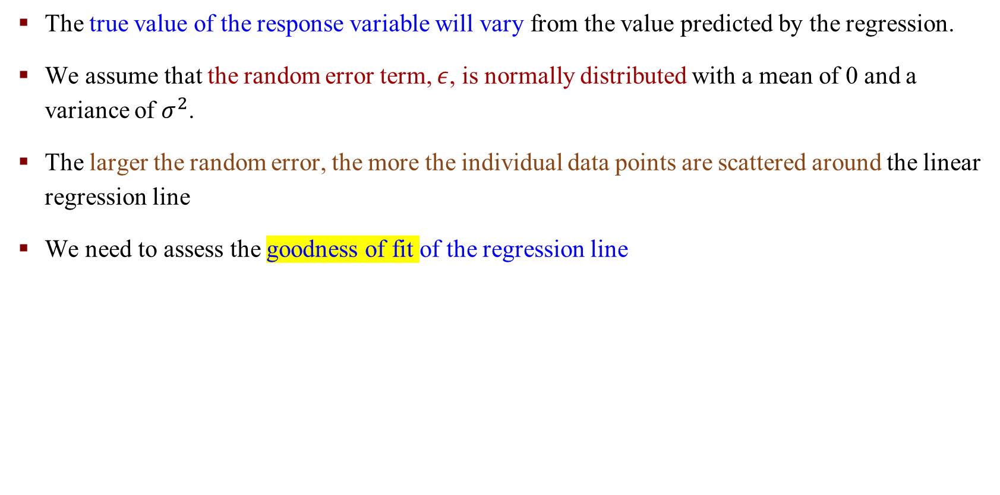 ▪ The true value of the response variable will vary from the value predicted by the regression.
▪ We assume that the random error term, ϵ, is normally distributed with a mean of 0 and a
variance of σ².
▪ The larger the random error, the more the individual data points are scattered around the linear
regression line
▪ We need to assess the goodness of fit of the regression line